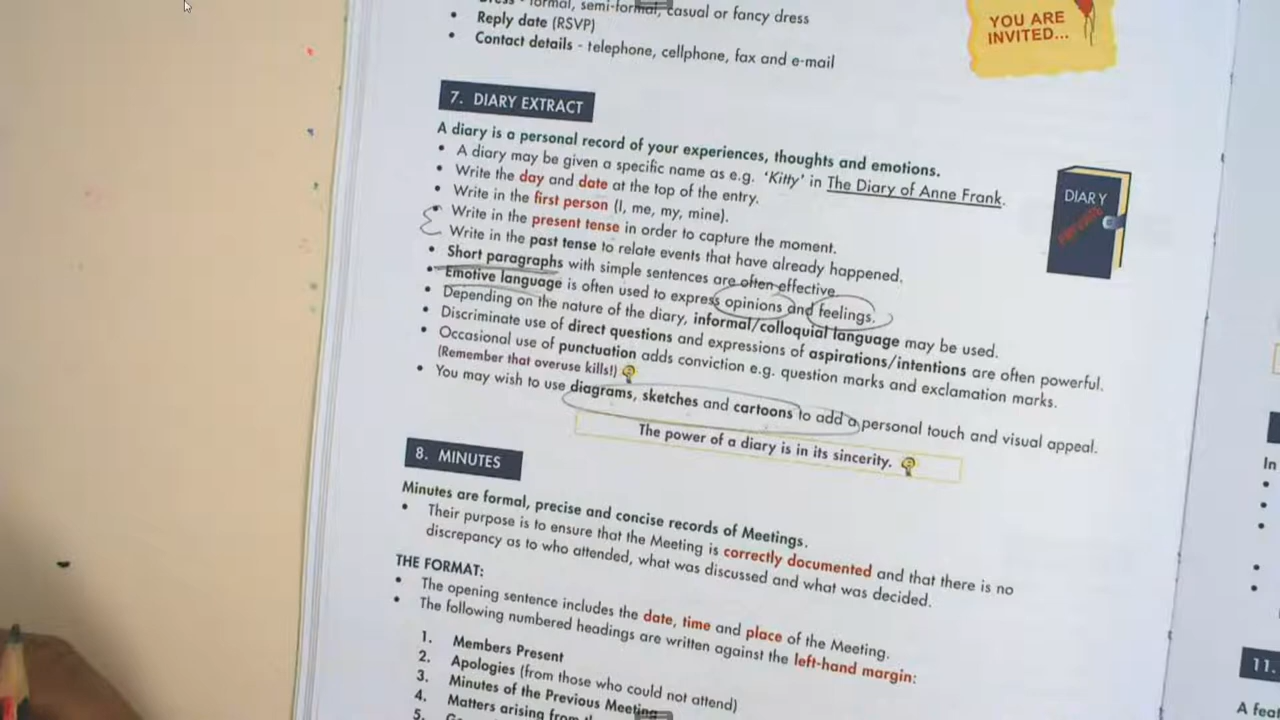 formal, semi-formal, casual or fancy dress
• Reply date (RSVP)
• Contact details - telephone, cellphone, fax and e-mail
YOU ARE
INVITED...
7. DIARY EXTRACT
A diary is a personal record of your experiences, thoughts and emotions.
• A diary may be given a specific name as e.g. 'Kitty' in The Diary of Anne Frank.
• Write the day and date at the top of the entry.
• Write in the first person (I, me, my, mine).
• Write in the present tense in order to capture the moment.
Write in the past tense to relate events that have already happened.
• Short paragraphs with simple sentences are often effective.
• Emotive language is often used to express opinions and feelings.
• Depending on the nature of the diary, informal/colloquial language may be used.
• Discriminate use of direct questions and expressions of aspirations/intentions are often powerful.
• Occasional use of punctuation adds conviction e.g. question marks and exclamation marks.
(Remember that overuse kills!)
• You may wish to use diagrams, sketches and cartoons to add a personal touch and visual appeal.
DIARY
The power of a diary is in its sincerity.
8. MINUTES
Minutes are formal, precise and concise records of Meetings.
• Their purpose is to ensure that the Meeting is correctly documented and that there is no
discrepancy as to who attended, what was discussed and what was decided.
THE FORMAT:
• The opening sentence includes the date, time and place of the Meeting.
• The following numbered headings are written against the left-hand margin:
1. Members Present
2. Apologies (from those who could not attend)
3. Minutes of the Previous Meeting
4. Matters arising from
5.
In
11.
A